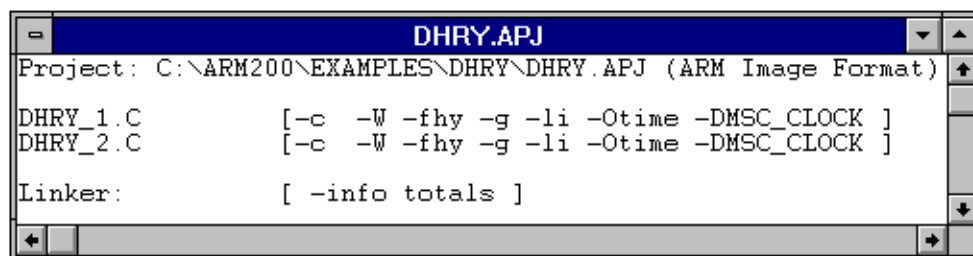 DHRY.APJ
Project: C:\ARM200\EXAMPLES\DHRY\DHRY.APJ (ARM Image Format)
DHRY_1.C [-c -W -fhy -g -li -Otime -DMSC_CLOCK ]
DHRY_2.C [-c -W -fhy -g -li -Otime -DMSC_CLOCK ]
Linker: [ -info totals ]